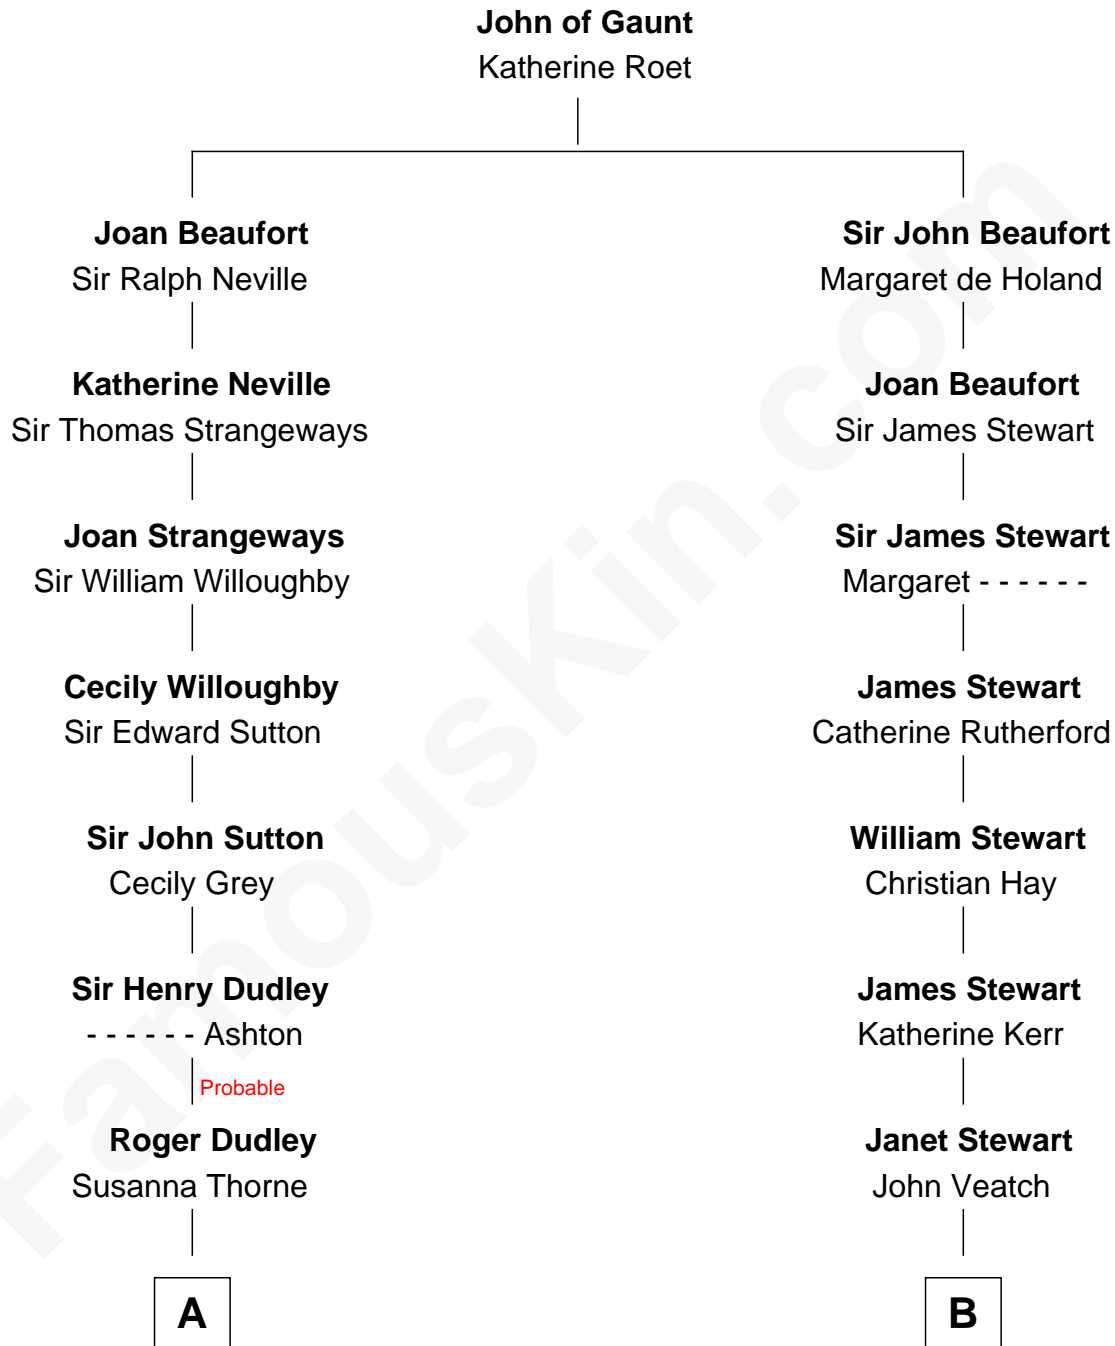 John of Gaunt
Katherine Roet
Joan Beaufort
Sir Ralph Neville
Katherine Neville
Sir Thomas Strangeways
Joan Strangeways
Sir William Willoughby
Cecily Willoughby
Sir Edward Sutton
Sir John Sutton
Cecily Grey
Sir Henry Dudley
- - - - - - Ashton
Probable
Roger Dudley
Susanna Thorne
A
Sir John Beaufort
Margaret de Holand
Joan Beaufort
Sir James Stewart
Sir James Stewart
Margaret - - - - - -
James Stewart
Catherine Rutherford
William Stewart
Christian Hay
James Stewart
Katherine Kerr
Janet Stewart
John Veatch
B
FamousKin.com